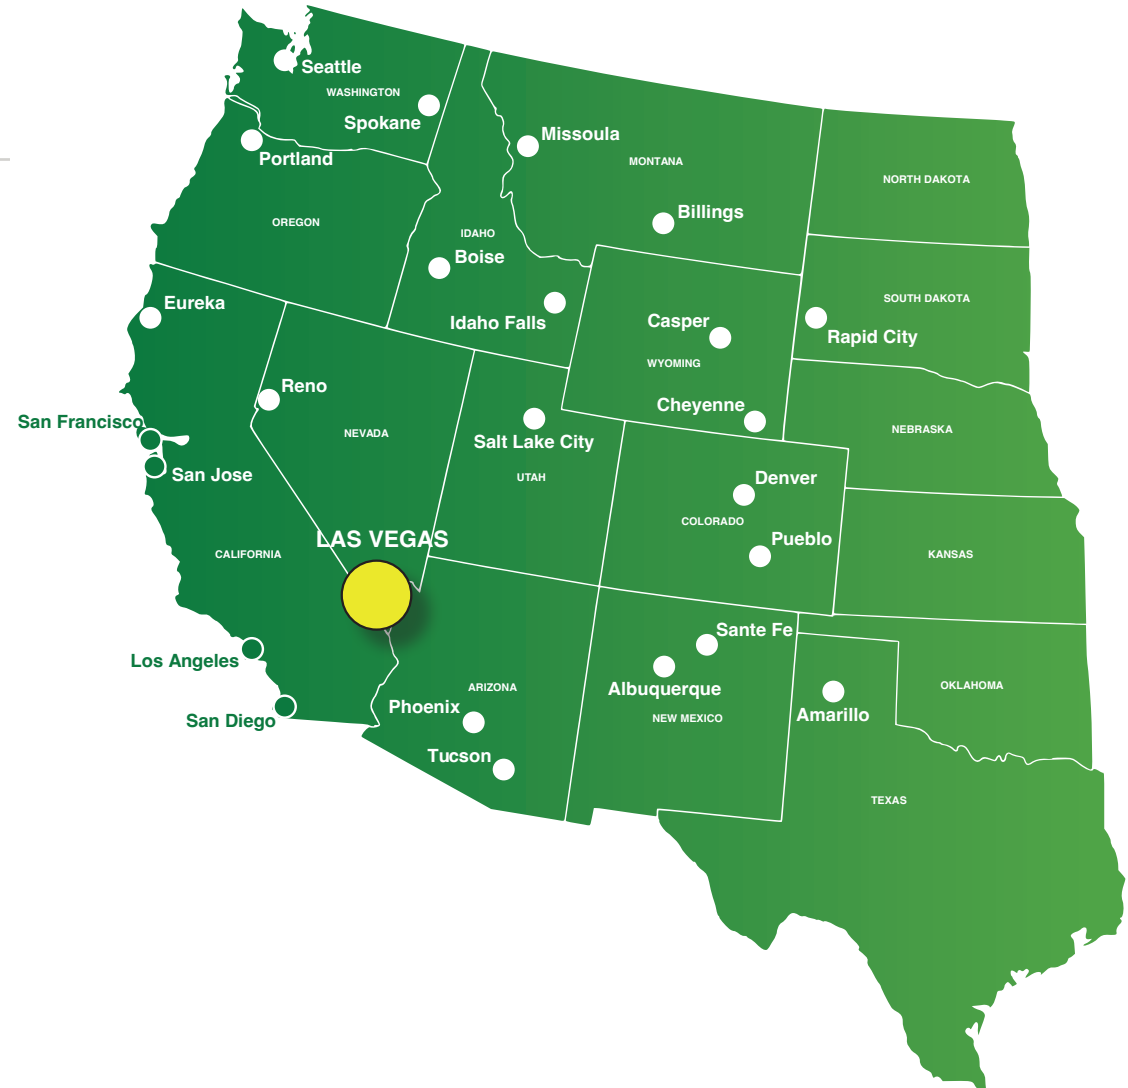 Seattle
WASHINGTON
Spokane
Missoula
Portland
MONTANA
NORTH DAKOTA
Billings
OREGON
IDAHO
Boise
SOUTH DAKOTA
Eureka
Idaho Falls
Casper
Rapid City
WYOMING
Reno
Cheyenne
San Francisco
NEVADA
Salt Lake City
NEBRASKA
San Jose
UTAH
Denver
COLORADO
LAS VEGAS
Pueblo
CALIFORNIA
KANSAS
Sante Fe
Los Angeles
ARIZONA
Albuquerque
OKLAHOMA
Phoenix
San Diego
NEW MEXICO
Amarillo
Tucson
TEXAS